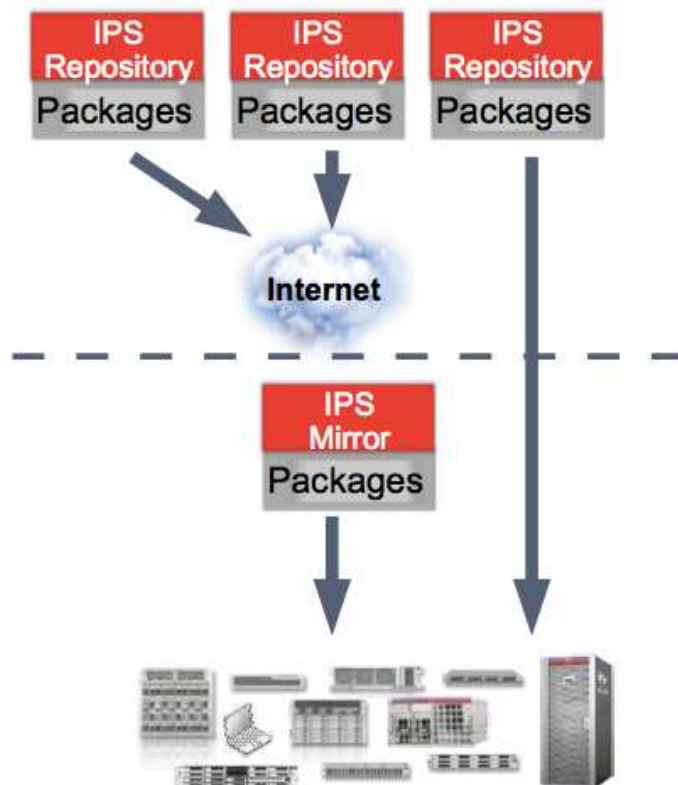 IPS
Repository
Packages
IPS
Repository
Packages
IPS
Repository
Packages
Internet
IPS
Mirror
Packages